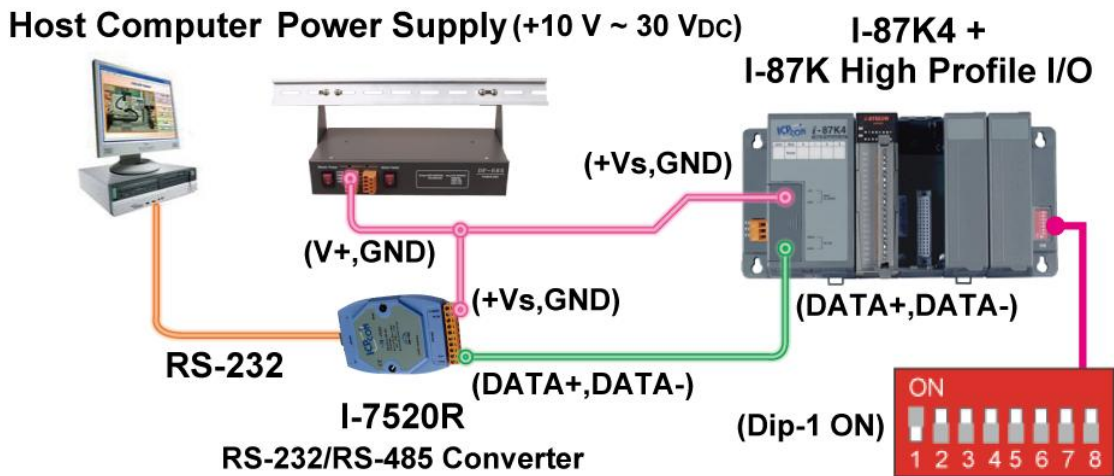 Host Computer
Power Supply (+10 V ~ 30 VDC)
I-87K4 +
I-87K High Profile I/O
(+Vs,GND)
(V+,GND)
(+Vs,GND)
(DATA+,DATA-)
RS-232
(DATA+,DATA-)
I-7520R
RS-232/RS-485 Converter
(Dip-1 ON)
ON
1 2 3 4 5 6 7 8
i-87K4